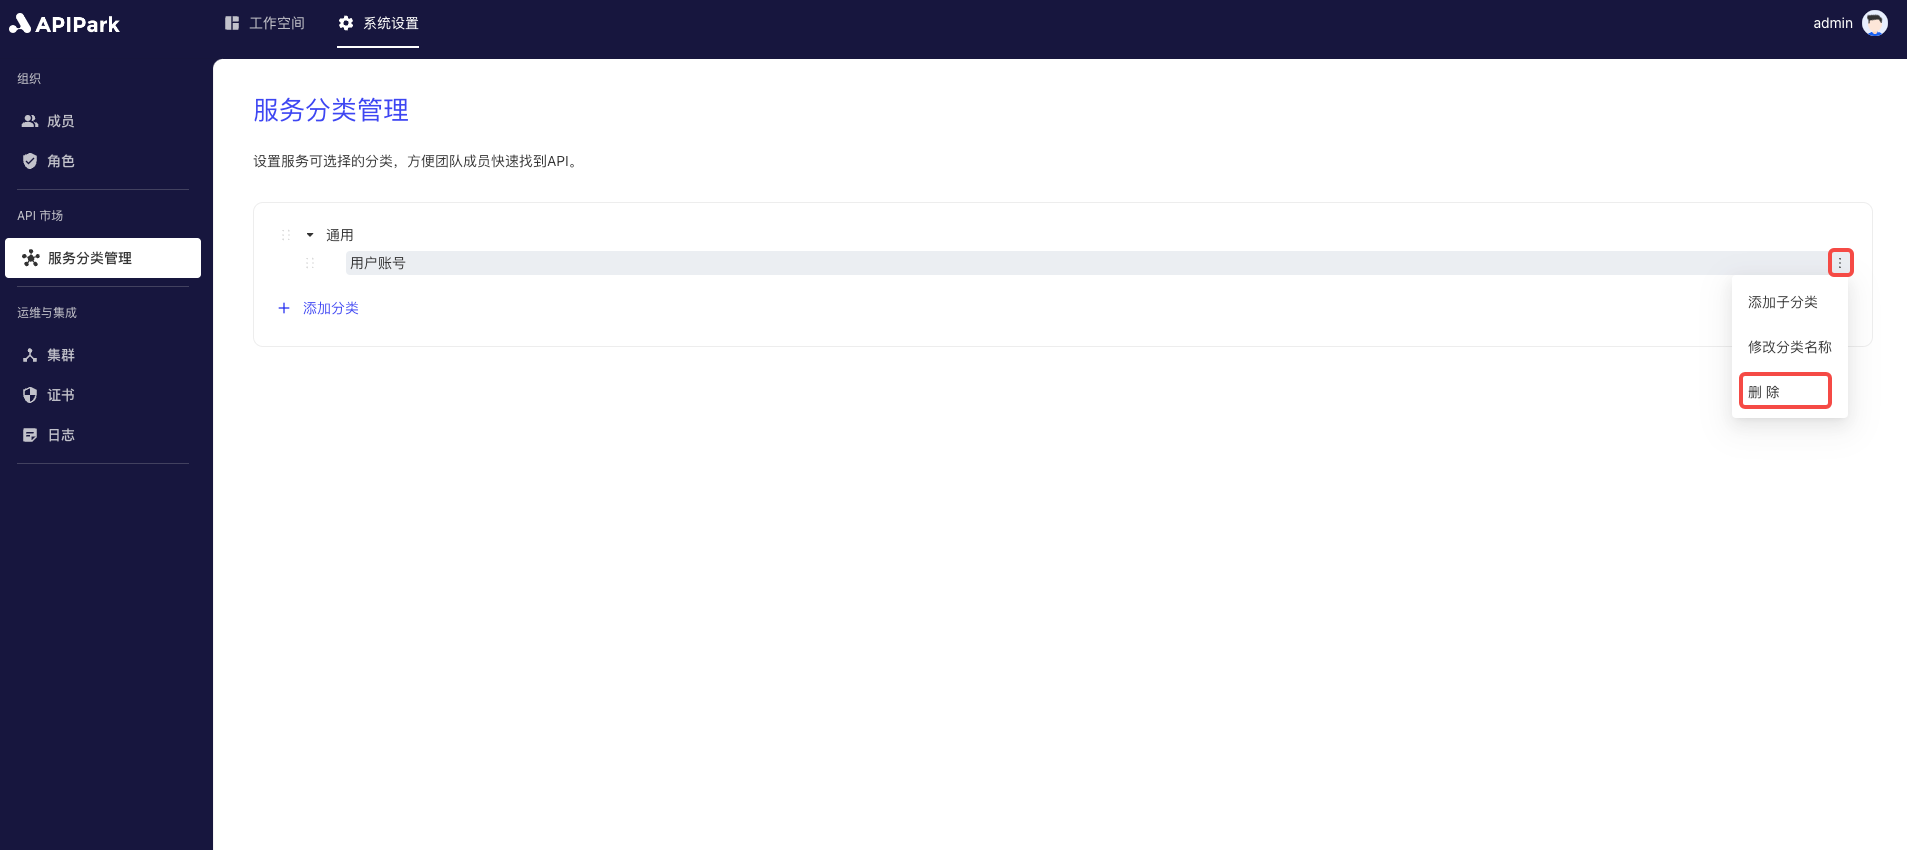 APIPark
工作空间
系统设置
admin
组织
成员
角色
API 市场
服务分类管理
运维与集成
集群
证书
日志
服务分类管理
设置服务可选择的分类，方便团队成员快速找到API。
通用
用户账号
添加分类
添加子分类
修改分类名称
删 除